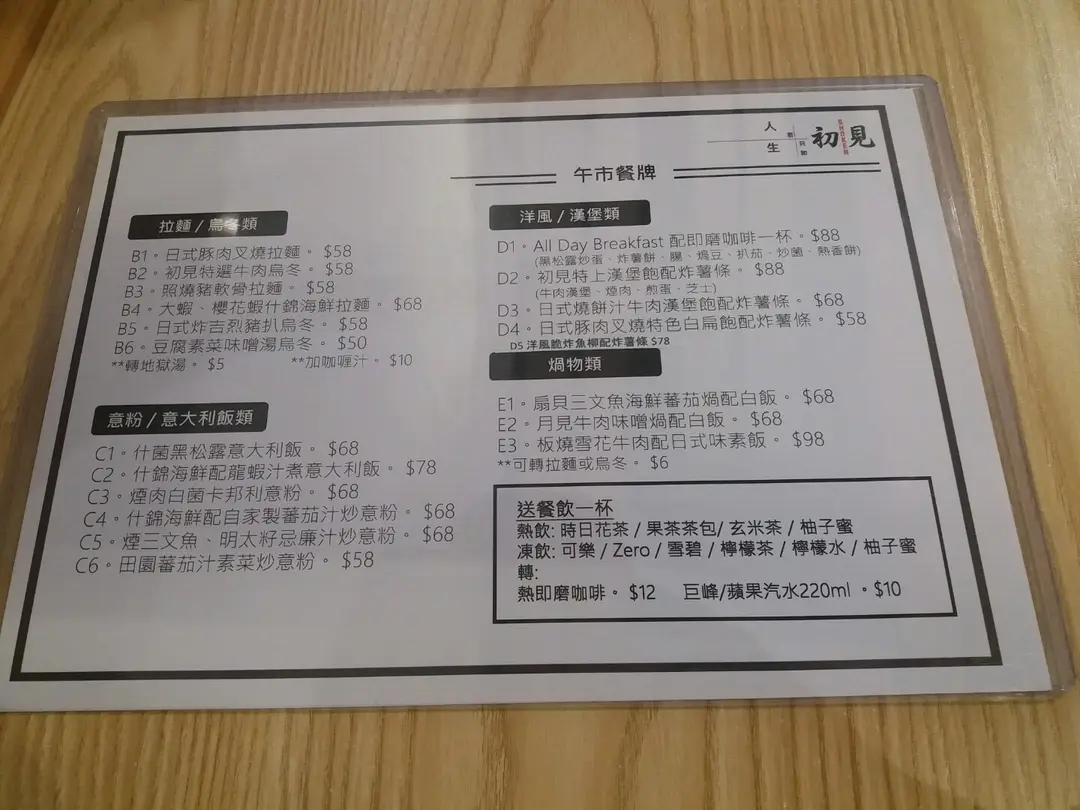 人生
若只如
初見
SHOKEN
午市餐牌
拉麵 / 烏冬類
B1。日式豚肉叉燒拉麵。 $58
B2。初見特選牛肉烏冬。 $58
B3。照燒豬軟骨拉麵。 $58
B4。大蝦、櫻花蝦什錦海鮮拉麵。 $68
B5。日式炸吉烈豬扒烏冬。 $58
B6。豆腐素菜味噌湯烏冬。 $50
**轉地獄湯。 $5 **加咖喱汁。 $10
意粉 / 意大利飯類
C1。什菌黑松露意大利飯。 $68
C2。什錦海鮮配龍蝦汁煮意大利飯。 $78
C3。煙肉白菌卡邦利意粉。 $68
C4。什錦海鮮配自家製蕃茄汁炒意粉。 $68
C5。煙三文魚、明太籽忌廉汁炒意粉。 $68
C6。田園蕃茄汁素菜炒意粉。 $58
洋風 / 漢堡類
D1。All Day Breakfast 配即磨咖啡一杯。$88
(黑松露炒蛋、炸薯餅、腸、焗豆、扒茄、炒菌、熱香餅)
D2。初見特上漢堡飽配炸薯條。 $88
(牛肉漢堡、煙肉、煎蛋、芝士)
D3。日式燒餅汁牛肉漢堡飽配炸薯條。 $68
D4。日式豚肉叉燒特色白扁飽配炸薯條。 $58
D5 洋風脆炸魚柳配炸薯條 $78
煱物類
E1。扇貝三文魚海鮮蕃茄煱配白飯。 $68
E2。月見牛肉味噌煱配白飯。 $68
E3。板燒雪花牛肉配日式味素飯。 $98
**可轉拉麵或烏冬。 $6
送餐飲一杯
熱飲: 時日花茶 / 果茶茶包/ 玄米茶 / 柚子蜜
凍飲: 可樂 / Zero / 雪碧 / 檸檬茶 / 檸檬水 / 柚子蜜
轉:
熱即磨咖啡。 $12 巨峰/蘋果汽水220ml 。$10